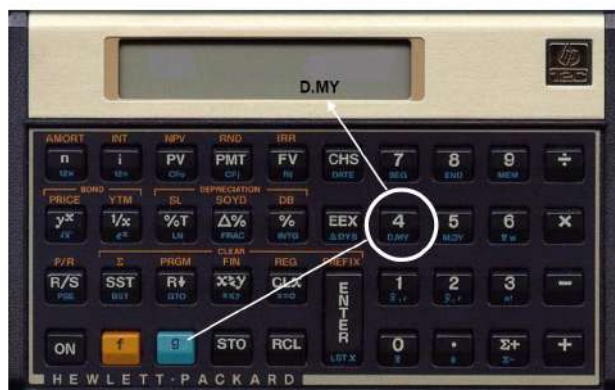 D.MY
hp
12C
AMORT INT NPV RND IRR
n i PV PMT FV CHS 7 8 9 ÷
12× 12÷ CFo CFj Nj DATE BEG END MEM
BOND DEPRECIATION
PRICE YTM SL SOYD DB
yˣ 1/x %T Δ% % EEX 4 5 6 ×
√x eˣ LN FRAC INTG ΔDYS D.MY M.DY x̄w
CLEAR
P/R Σ PRGM FIN REG PREFIX
R/S SST R↓ x≷y CLX ENTER 1 2 3 −
PSE BST GTO x≤y x=0 x̂,r ŷ,r n!
ON f g STO RCL 0 . Σ+ +
LST X x̄ s Σ-
HEWLETT·PACKARD